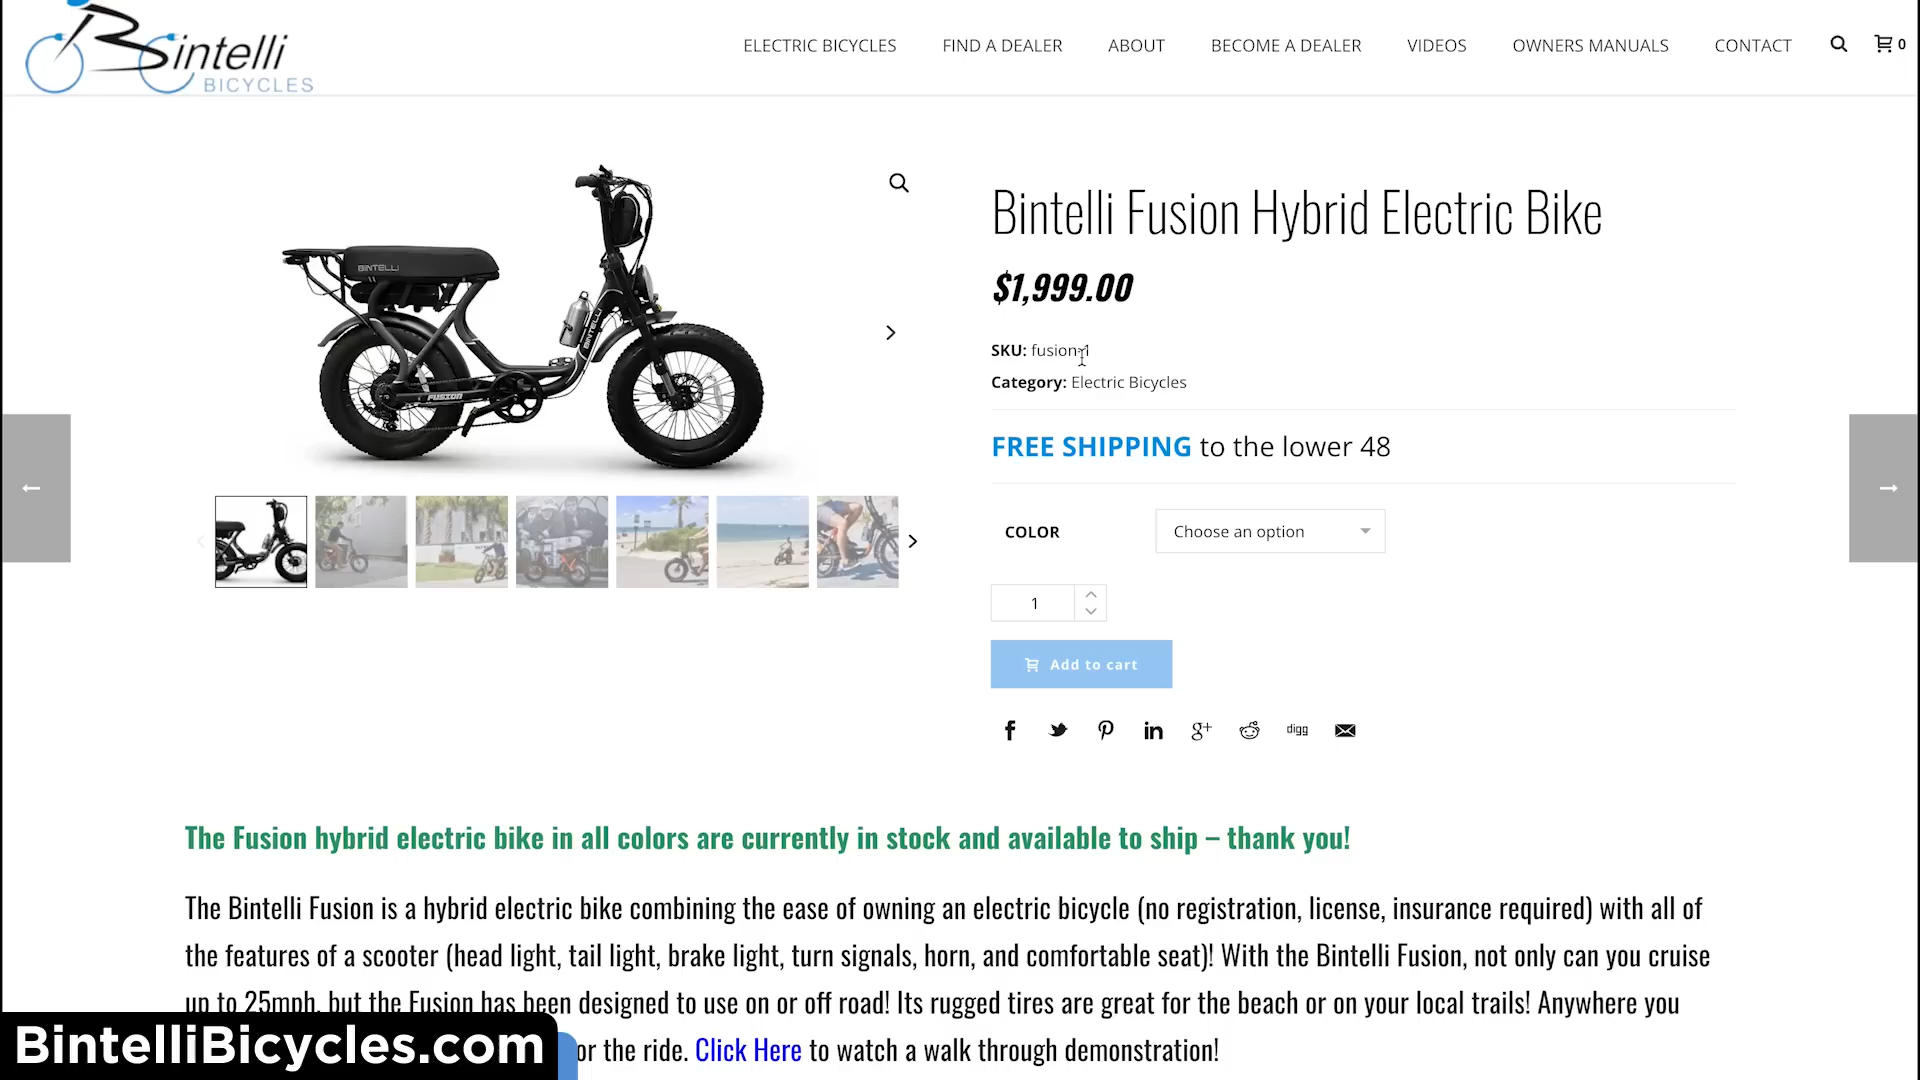 Bintelli
BICYCLES
ELECTRIC BICYCLES
FIND A DEALER
ABOUT
BECOME A DEALER
VIDEOS
OWNERS MANUALS
CONTACT
0
BINTELLI
BINTELLI
FUSION
Bintelli Fusion Hybrid Electric Bike
$1,999.00
SKU: fusion-1
Category: Electric Bicycles
FREE SHIPPING to the lower 48
COLOR
Choose an option
1
Add to cart
digg
The Fusion hybrid electric bike in all colors are currently in stock and available to ship – thank you!
The Bintelli Fusion is a hybrid electric bike combining the ease of owning an electric bicycle (no registration, license, insurance required) with all of
the features of a scooter (head light, tail light, brake light, turn signals, horn, and comfortable seat)! With the Bintelli Fusion, not only can you cruise
up to 25mph, but the Fusion has been designed to use on or off road! Its rugged tires are great for the beach or on your local trails! Anywhere you
or the ride. Click Here to watch a walk through demonstration!
BintelliBicycles.com